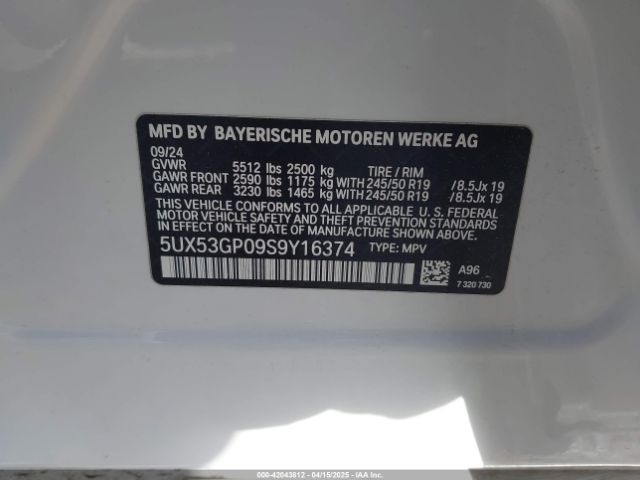 MFD BY BAYERISCHE MOTOREN WERKE AG
09/24
GVWR 5512 lbs 2500 kg TIRE / RIM
GAWR FRONT 2590 lbs 1175 kg WITH 245/50 R19 /8.5Jx 19
GAWR REAR 3230 lbs 1465 kg WITH 245/50 R19 /8.5Jx 19
THIS VEHICLE CONFORMS TO ALL APPLICABLE U. S. FEDERAL
MOTOR VEHICLE SAFETY, BUMPER, AND THEFT PREVENTION
STANDARDS IN EFFECT ON THE DATE OF MANUFACTURE SHOWN ABOVE.
5UX53GP09S9Y16374 TYPE: MPV
A96
7 320 730
000-42043812 - 04/15/2025 - IAA Inc.